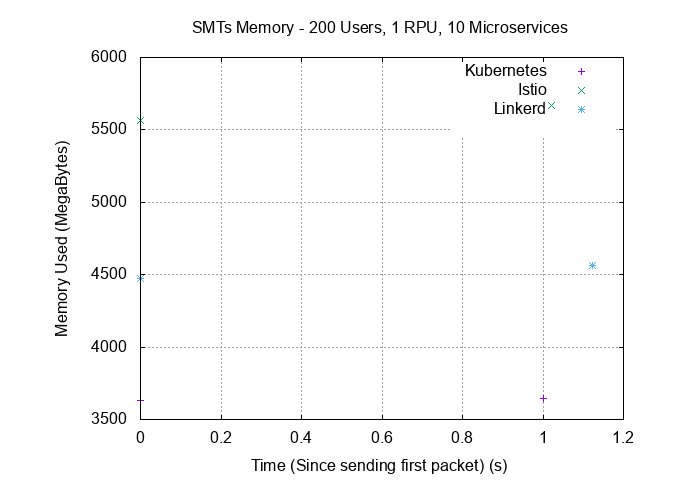 SMTs Memory - 200 Users, 1 RPU, 10 Microservices
6000
5500
5000
4500
4000
3500
Memory Used (MegaBytes)
Kubernetes
Istio
Linkerd
0 0.2 0.4 0.6 0.8 1 1.2
Time (Since sending first packet) (s)